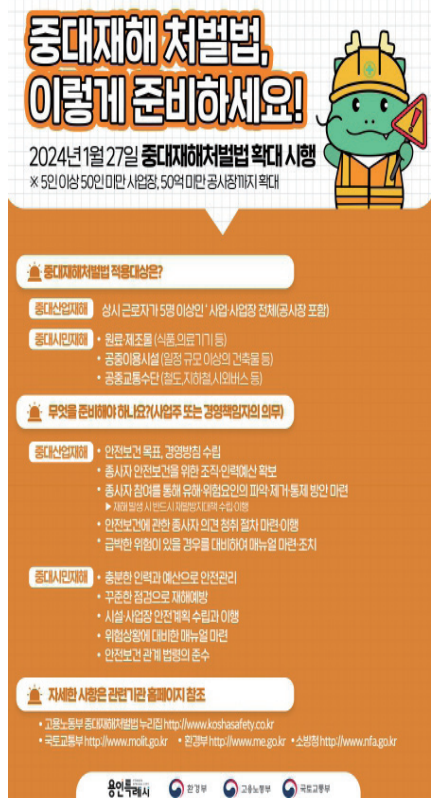 중대재해 처벌법,
이렇게 준비하세요!
2024년 1월 27일 중대재해처벌법 확대 시행
※ 5인 이상 50인 미만 사업장, 50억 미만 공사장까지 확대
중대재해처벌법 적용대상은?
중대산업재해 상시 근로자가 5명 이상인 '사업·사업장 전체(공사장 포함)
중대시민재해 • 원료·제조물 (식품,의료기기 등)
• 공중이용시설 (일정 규모 이상의 건축물 등)
• 공중교통수단 (철도,지하철,시외버스 등)
무엇을 준비해야 하나요?(사업주 또는 경영책임자의 의무)
중대산업재해 • 안전보건 목표, 경영방침 수립
• 종사자 안전보건을 위한 조직·인력예산 확보
• 종사자 참여를 통해 유해·위험요인의 파악·제거·통제 방안 마련
▶ 재해 발생 시 반드시 재발방지대책 수립·이행
• 안전보건에 관한 종사자 의견 청취 절차 마련·이행
• 급박한 위험이 있을 경우를 대비하여 매뉴얼 마련·조치
중대시민재해 • 충분한 인력과 예산으로 안전관리
• 꾸준한 점검으로 재해예방
• 시설·사업장 안전계획 수립과 이행
• 위험상황에 대비한 매뉴얼 마련
• 안전보건 관계 법령의 준수
자세한 사항은 관련기관 홈페이지 참조
• 고용노동부 중대재해처벌법 누리집 http://www.koshasafety.co.kr
• 국토교통부 http://www.molit.go.kr • 환경부 http://www.me.go.kr • 소방청 http://www.nfa.go.kr
용인특례시 환경부 고용노동부 국토교통부